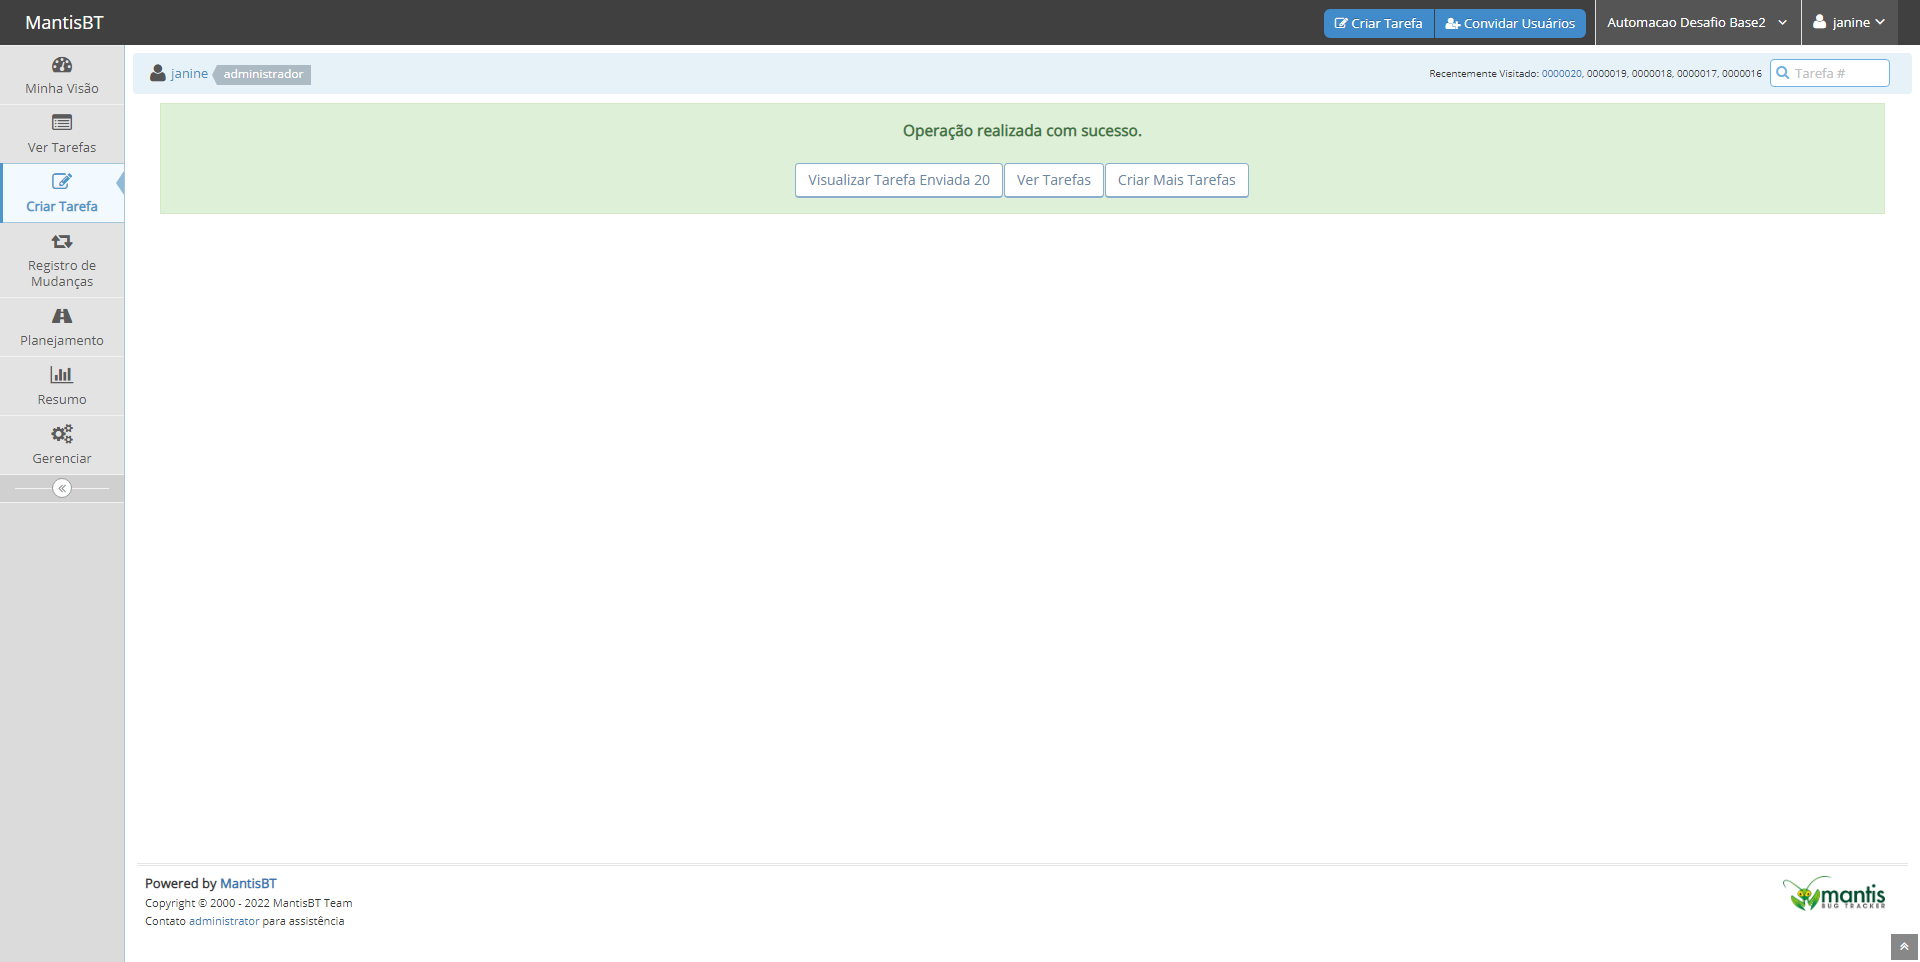 MantisBT
Criar Tarefa
Convidar Usuários
Automacao Desafio Base2
janine
janine
administrador
Recentemente Visitado: 0000020, 0000019, 0000018, 0000017, 0000016
Tarefa #
Minha Visão
Ver Tarefas
Criar Tarefa
Registro de
Mudanças
Planejamento
Resumo
Gerenciar
Operação realizada com sucesso.
Visualizar Tarefa Enviada 20
Ver Tarefas
Criar Mais Tarefas
Powered by MantisBT
Copyright © 2000 - 2022 MantisBT Team
Contato administrator para assistência
mantis
BUG TRACKER